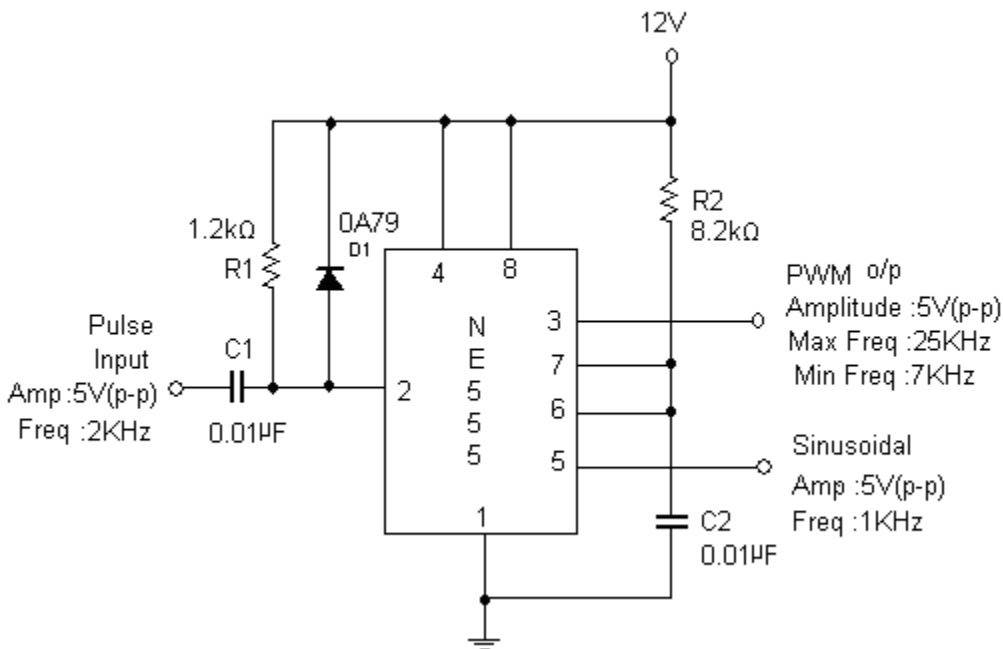 12V
1.2kΩ
R1
0A79
D1
R2
8.2kΩ
4
8
Pulse
Input
Amp :5V(p-p)
Freq :2KHz
C1
0.01µF
2
N
E
5
5
5
3
7
6
5
1
PWM o/p
Amplitude :5V(p-p)
Max Freq :25KHz
Min Freq :7KHz
Sinusoidal
Amp :5V(p-p)
Freq :1KHz
C2
0.01µF